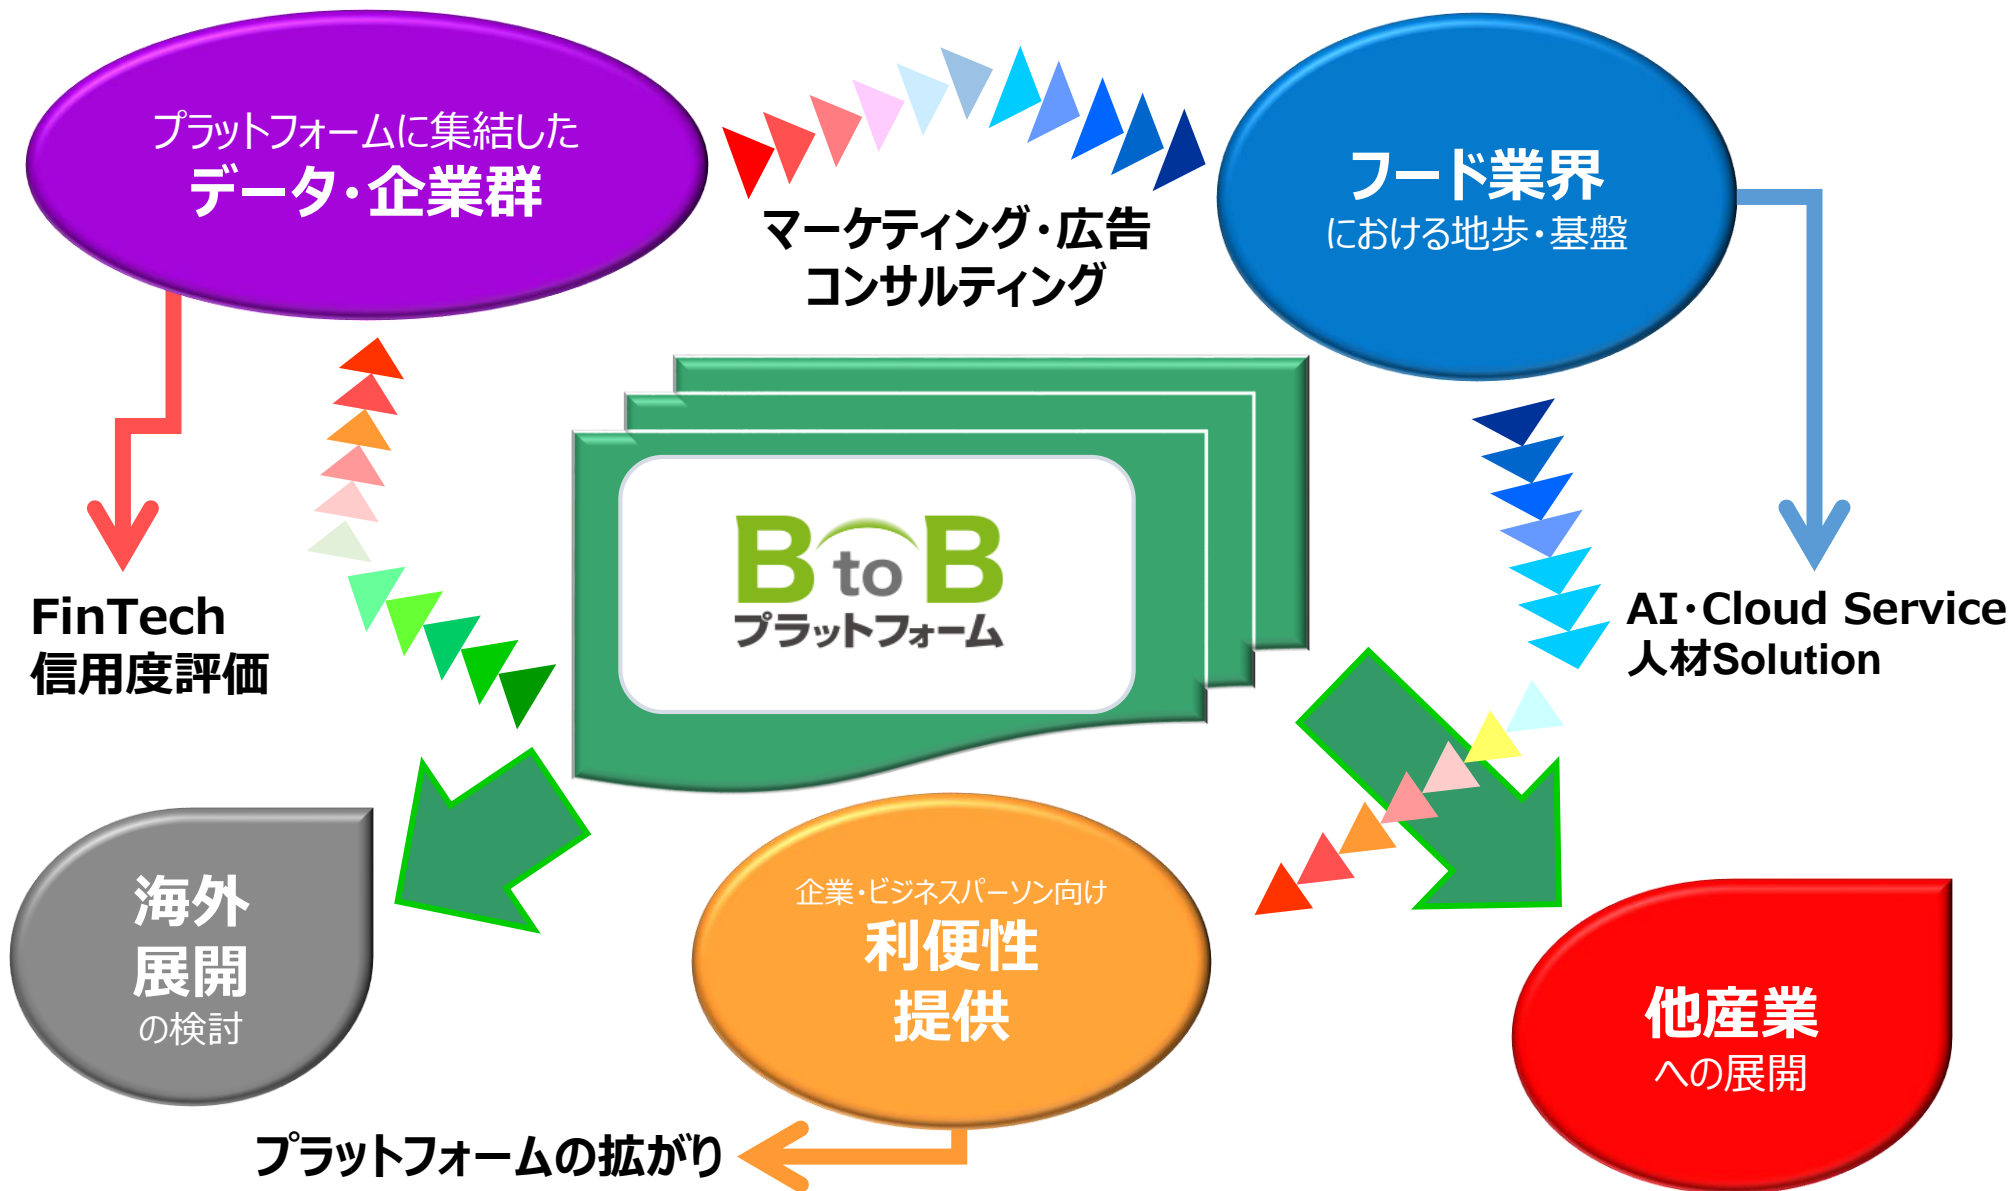 プラットフォームに集結した
データ・企業群
マーケティング・広告
コンサルティング
フード業界
における地歩・基盤
B to B
プラットフォーム
FinTech
信用度評価
AI・Cloud Service
人材Solution
海外
展開
の検討
企業・ビジネスパーソン向け
利便性
提供
他産業
への展開
プラットフォームの拡がり